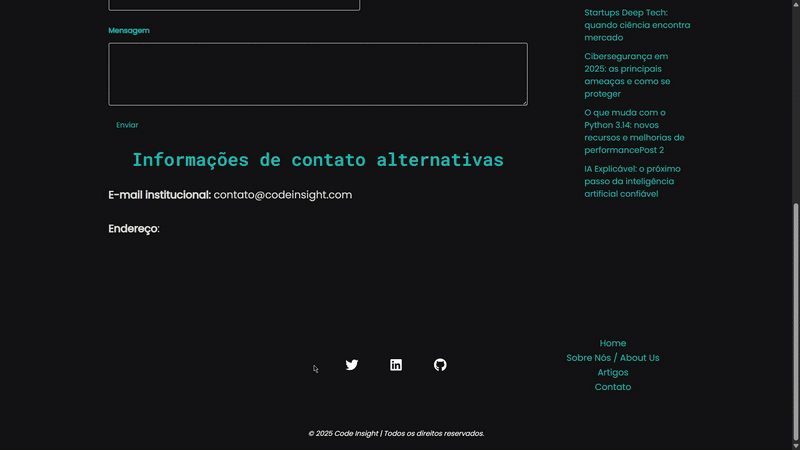 Mensagem
Enviar
Informações de contato alternativas
E-mail institucional: contato@codeinsight.com
Endereço:
Startups Deep Tech:
quando ciência encontra
mercado
Cibersegurança em
2025: as principais
ameaças e como se
proteger
O que muda com o
Python 3.14: novos
recursos e melhorias de
performancePost 2
IA Explicável: o próximo
passo da inteligência
artificial confiável
Home
Sobre Nós / About Us
Artigos
Contato
© 2025 Code Insight | Todos os direitos reservados.